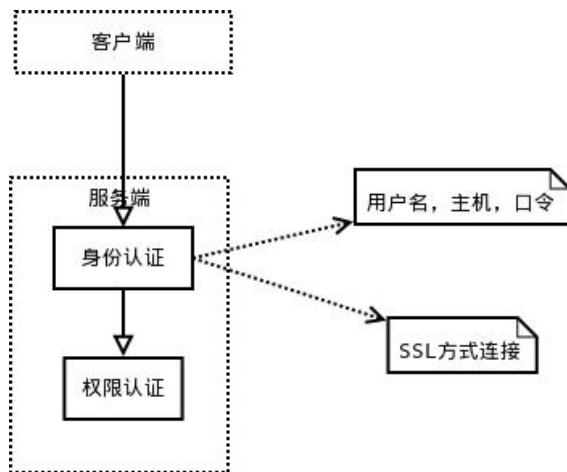 客户端
服务端
用户名，主机，口令
身份认证
SSL方式连接
权限认证